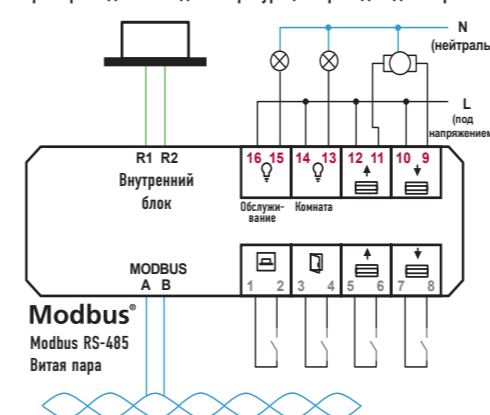 N
(нейтраль
L
(под
напряжением
R1 R2
16 15 14 13 12 11 10 9
Внутренний
блок
Обслужи-
вание
Комната
MODBUS
A B
1 2 3 4 5 6 7 8
Modbus®
Modbus RS-485
Витая пара